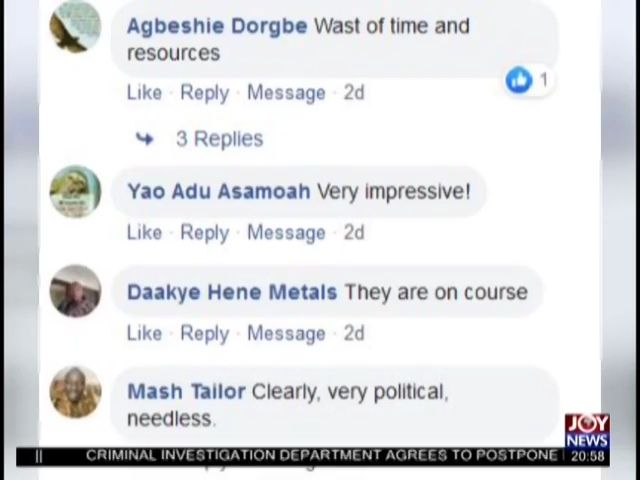 Agbeshie Dorgbe Wast of time and
resources
Like · Reply · Message · 2d
1
3 Replies
Yao Adu Asamoah Very impressive!
Like · Reply · Message · 2d
Daakye Hene Metals They are on course
Like · Reply · Message · 2d
Mash Tailor Clearly, very political,
needless.
JOY
NEWS
|| CRIMINAL INVESTIGATION DEPARTMENT AGREES TO POSTPONE
20:58